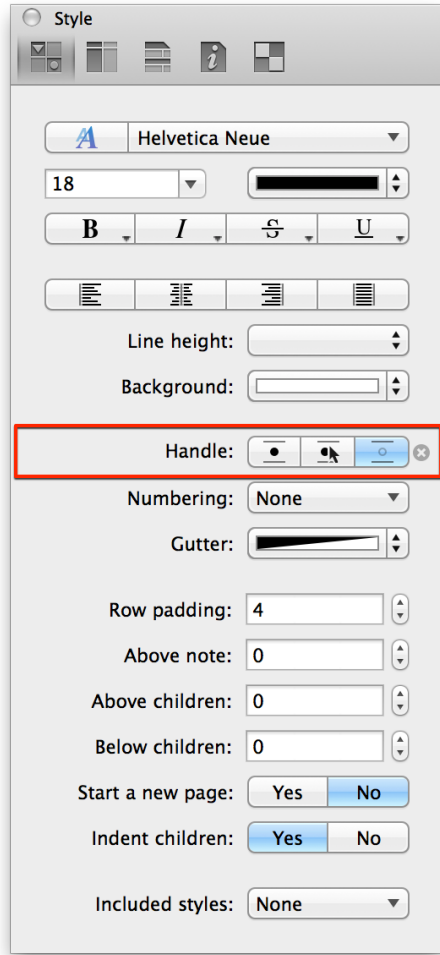 Style
A Helvetica Neue
18
B I S U
Line height:
Background:
Handle:
Numbering: None
Gutter:
Row padding: 4
Above note: 0
Above children: 0
Below children: 0
Start a new page: Yes No
Indent children: Yes No
Included styles: None